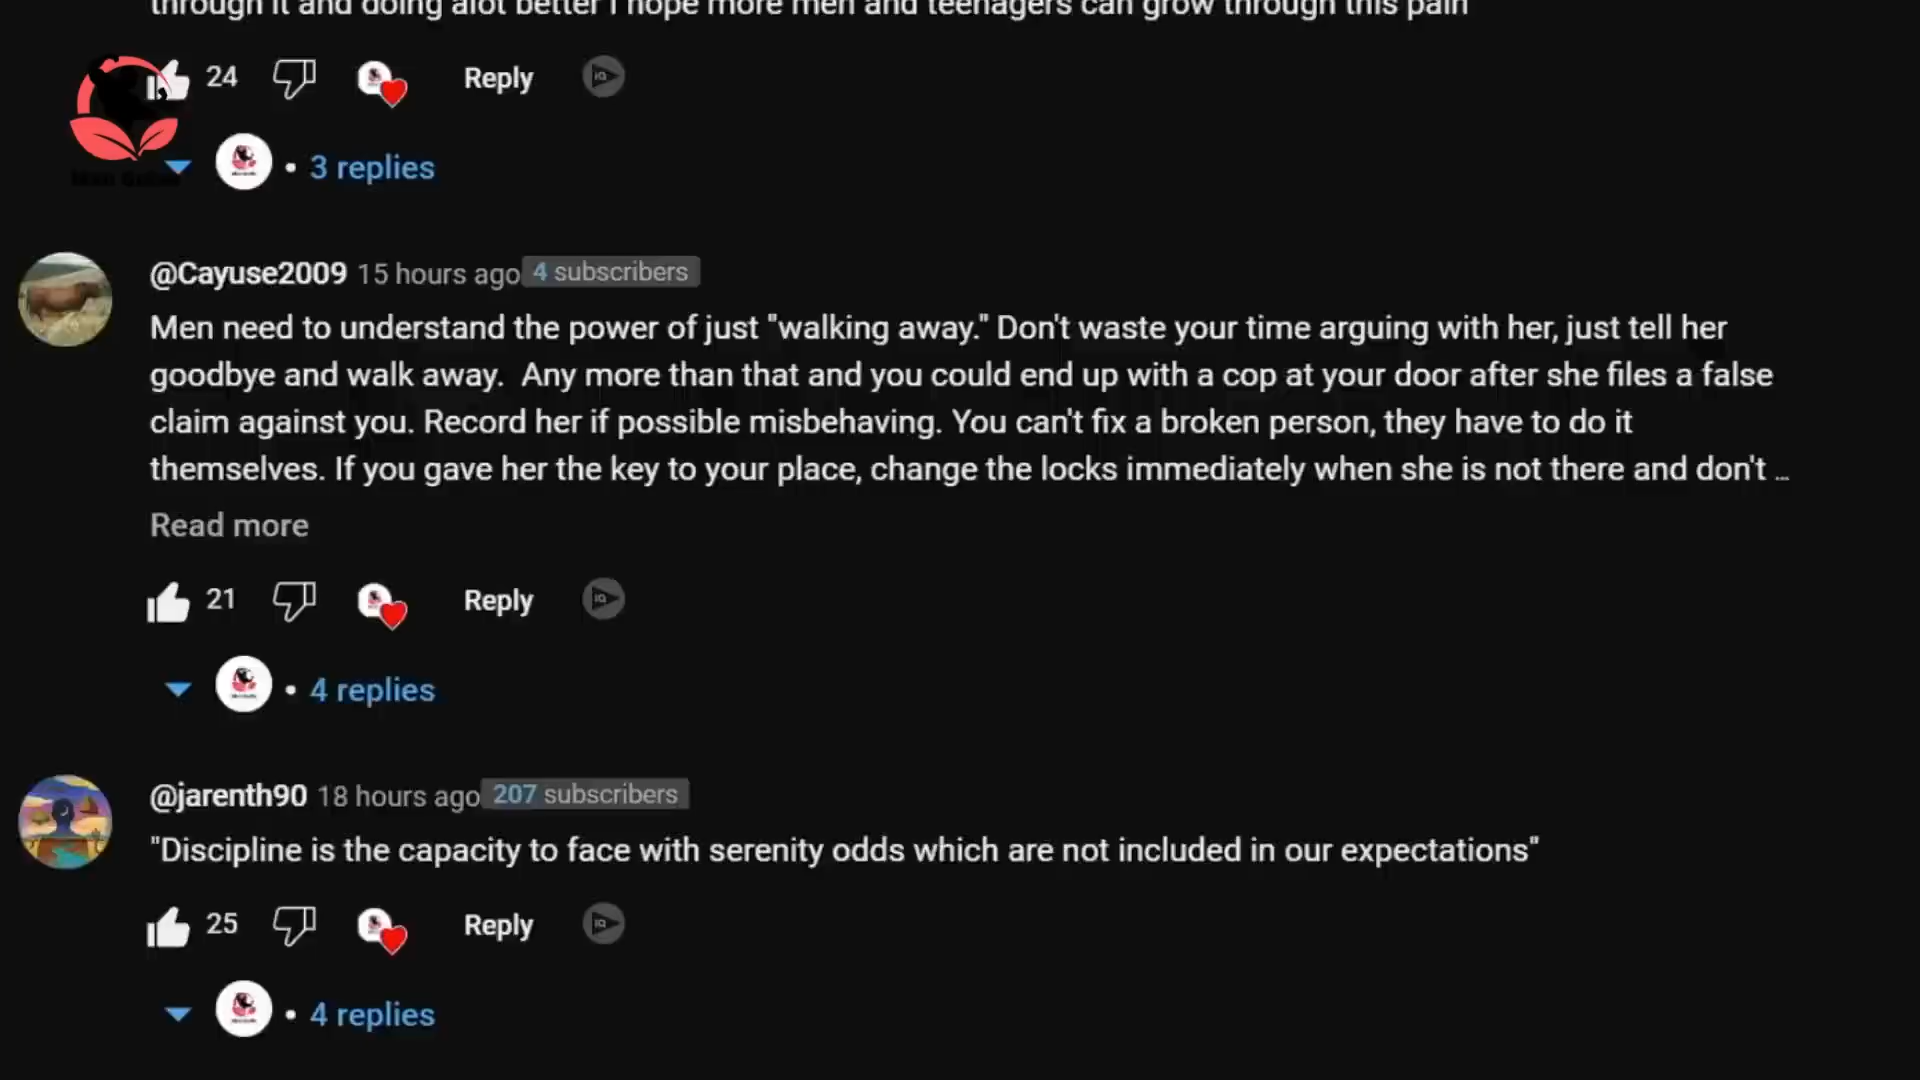 through it and doing alot better I hope more men and teenagers can grow through this pain
24 Reply
3 replies
@Cayuse2009 15 hours ago 4 subscribers
Men need to understand the power of just "walking away." Don't waste your time arguing with her, just tell her
goodbye and walk away.  Any more than that and you could end up with a cop at your door after she files a false
claim against you. Record her if possible misbehaving. You can't fix a broken person, they have to do it
themselves. If you gave her the key to your place, change the locks immediately when she is not there and don't ...
Read more
21 Reply
4 replies
@jarenth90 18 hours ago 207 subscribers
"Discipline is the capacity to face with serenity odds which are not included in our expectations"
25 Reply
4 replies